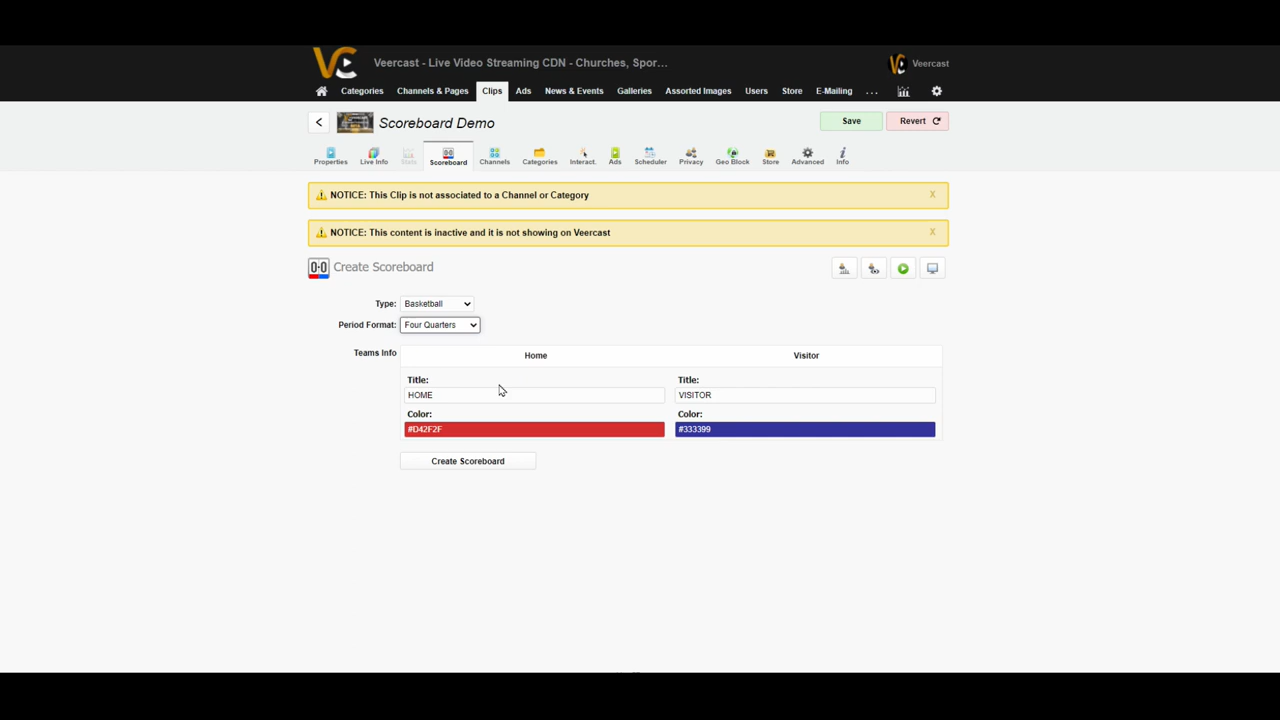 VC Veercast - Live Video Streaming CDN - Churches, Spor... VC Veercast
Categories Channels & Pages Clips Ads News & Events Galleries Assorted Images Users Store E-Mailing ...
Scoreboard Demo Save Revert
Properties Live Info Stats Scoreboard Channels Categories Interact. Ads Scheduler Privacy Geo Block Store Advanced Info
NOTICE: This Clip is not associated to a Channel or Category X
NOTICE: This content is inactive and it is not showing on Veercast X
0:0 Create Scoreboard
Type: Basketball
Period Format: Four Quarters
Teams Info Home Visitor
Title: Title:
HOME VISITOR
Color: Color:
#D42F2F #333399
Create Scoreboard